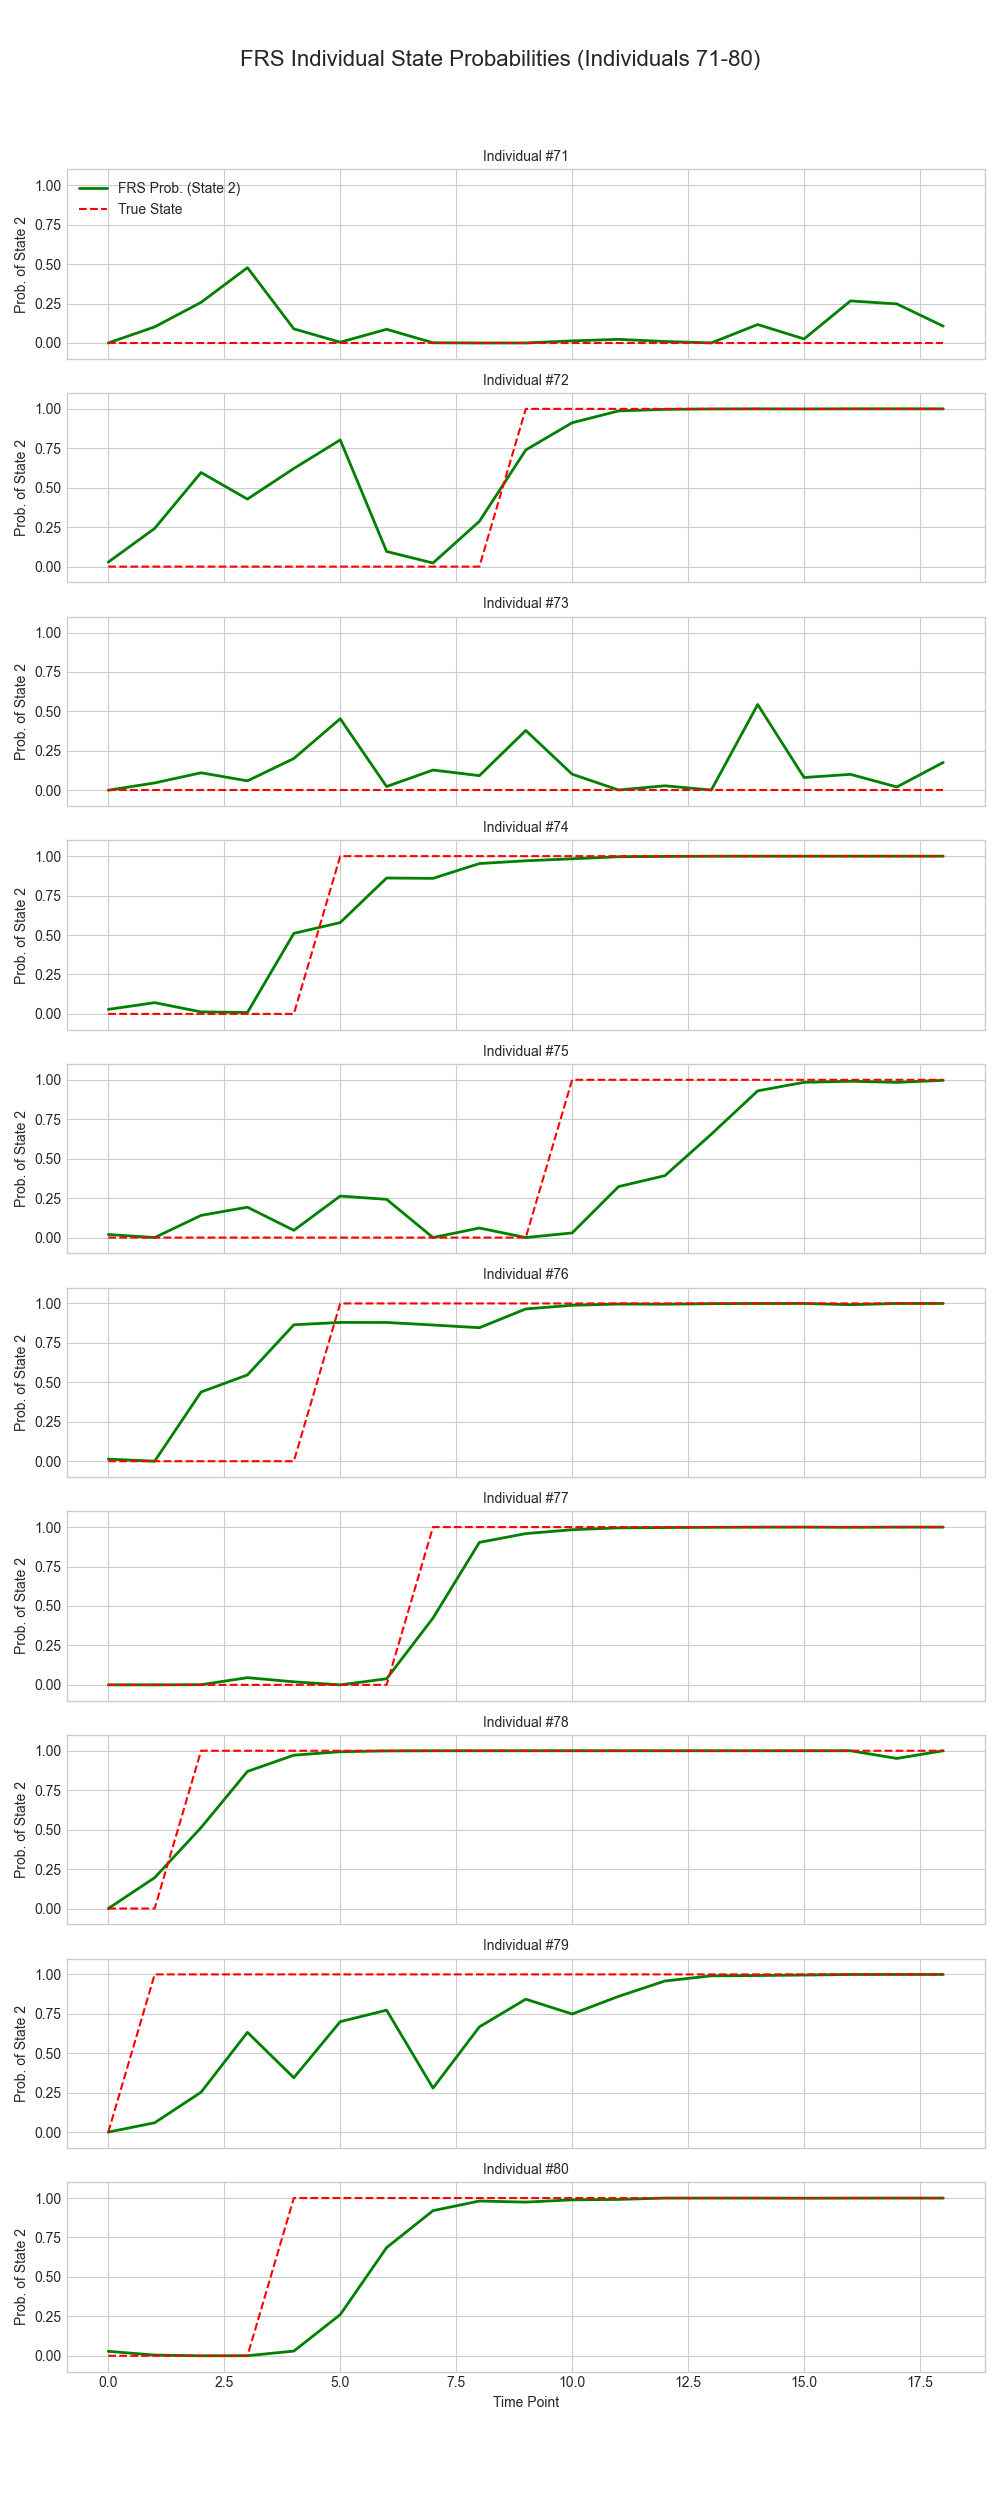 FRS Individual State Probabilities (Individuals 71-80)
Individual #71
1.00
0.75
0.50
0.25
0.00
Prob. of State 2
FRS Prob. (State 2)
True State
Individual #72
1.00
0.75
0.50
0.25
0.00
Prob. of State 2
Individual #73
1.00
0.75
0.50
0.25
0.00
Prob. of State 2
Individual #74
1.00
0.75
0.50
0.25
0.00
Prob. of State 2
Individual #75
1.00
0.75
0.50
0.25
0.00
Prob. of State 2
Individual #76
1.00
0.75
0.50
0.25
0.00
Prob. of State 2
Individual #77
1.00
0.75
0.50
0.25
0.00
Prob. of State 2
Individual #78
1.00
0.75
0.50
0.25
0.00
Prob. of State 2
Individual #79
1.00
0.75
0.50
0.25
0.00
Prob. of State 2
Individual #80
1.00
0.75
0.50
0.25
0.00
Prob. of State 2
0.0 2.5 5.0 7.5 10.0 12.5 15.0 17.5
Time Point